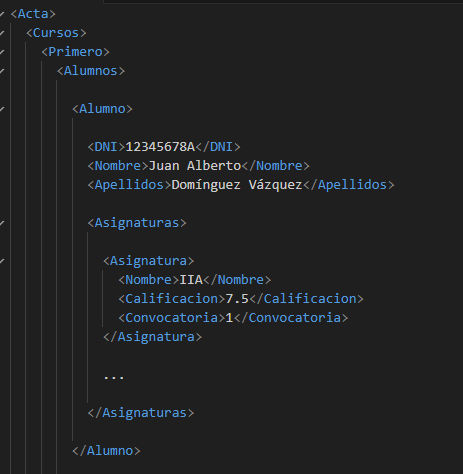 <Acta>
<Cursos>
<Primero>
<Alumnos>
<Alumno>
<DNI>12345678A</DNI>
<Nombre>Juan Alberto</Nombre>
<Apellidos>Domínguez Vázquez</Apellidos>
<Asignaturas>
<Asignatura>
<Nombre>IIA</Nombre>
<Calificacion>7.5</Calificacion>
<Convocatoria>1</Convocatoria>
</Asignatura>
...
</Asignaturas>
</Alumno>